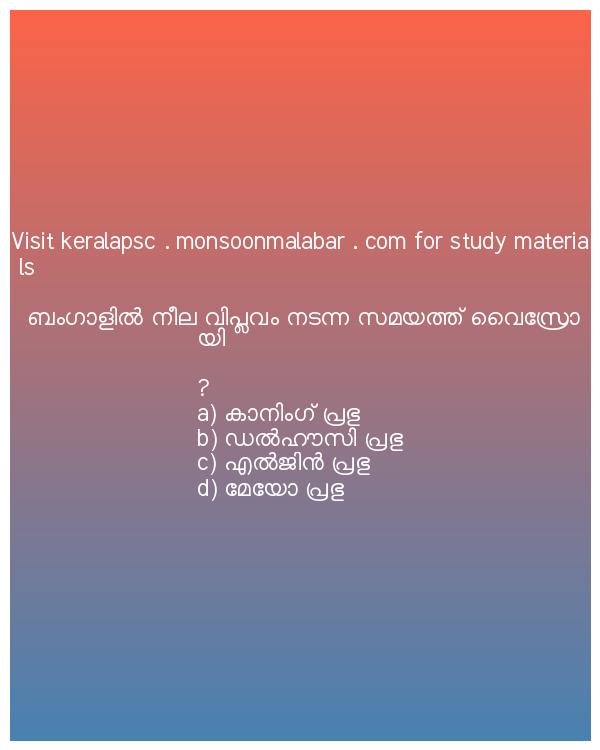 Visit keralapsc . monsoonmalabar . com for study materia
ls
ബംഗാളിൽ നീല വിപ്ലവം നടന്ന സമയത്ത് വൈസ്രോ
യി
?
a) കാനിംഗ് പ്രഭു
b) ഡൽഹൗസി പ്രഭു
c) എൽജിൻ പ്രഭു
d) മേയോ പ്രഭു